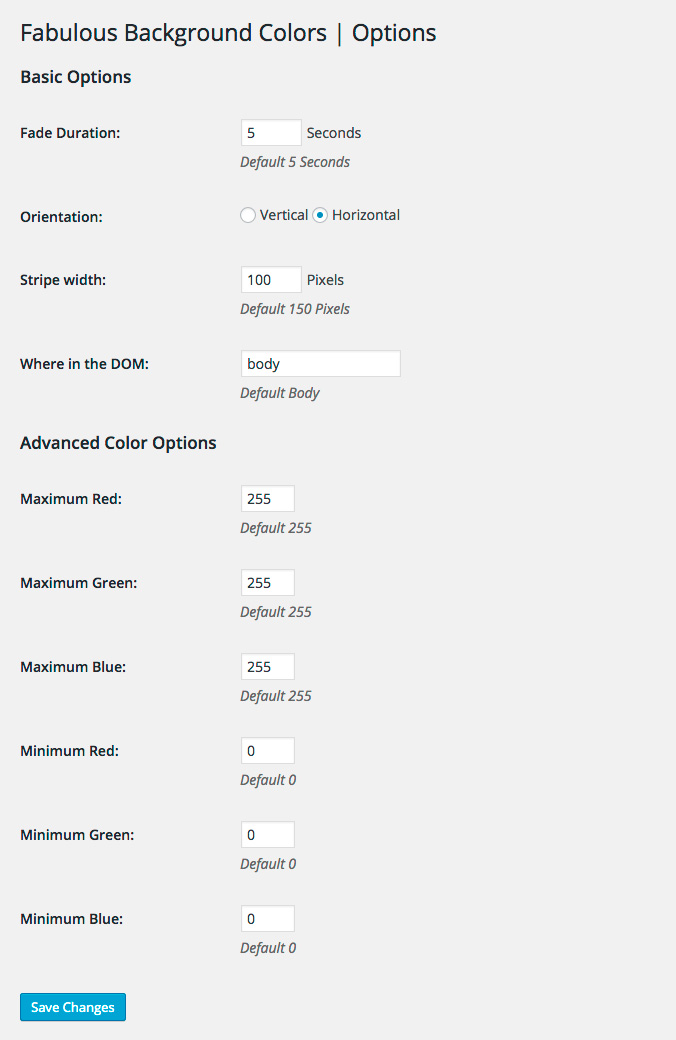 Fabulous Background Colors | Options
Basic Options
Fade Duration: 5 Seconds
Default 5 Seconds
Orientation: Vertical Horizontal
Stripe width: 100 Pixels
Default 150 Pixels
Where in the DOM: body
Default Body
Advanced Color Options
Maximum Red: 255
Default 255
Maximum Green: 255
Default 255
Maximum Blue: 255
Default 255
Minimum Red: 0
Default 0
Minimum Green: 0
Default 0
Minimum Blue: 0
Default 0
Save Changes